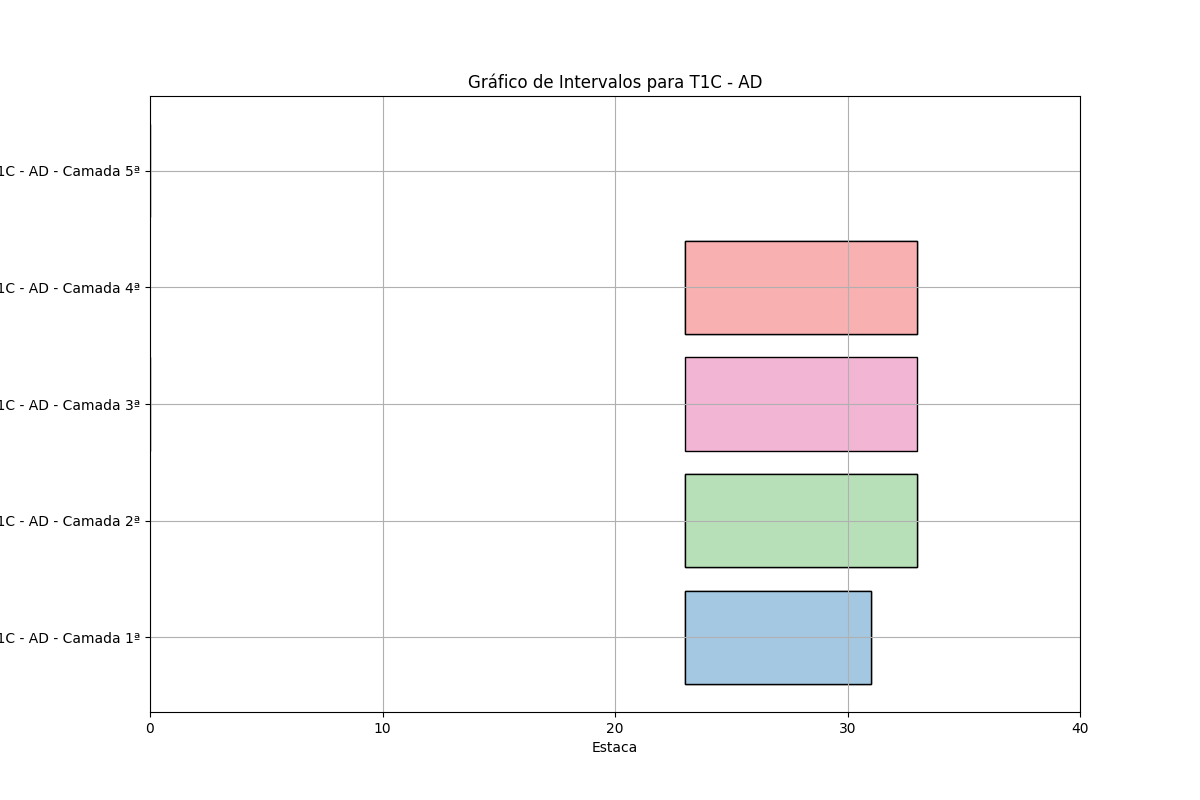 Gráfico de Intervalos para T1C - AD
1C - AD - Camada 5ª
1C - AD - Camada 4ª
1C - AD - Camada 3ª
1C - AD - Camada 2ª
1C - AD - Camada 1ª
0 10 20 30 40
Estaca